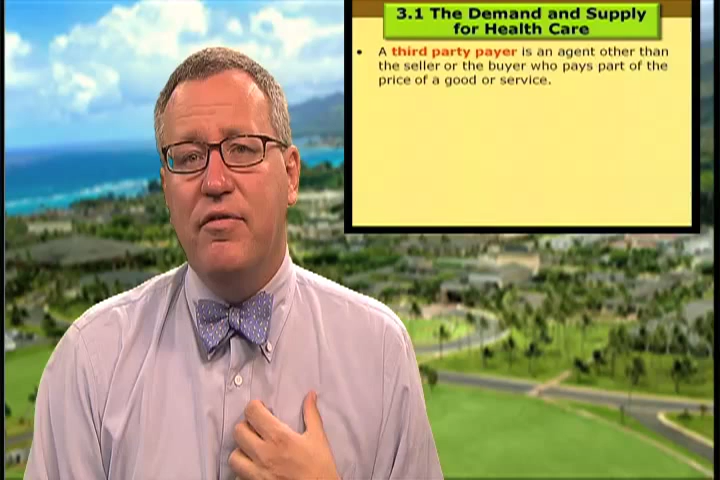 3.1 The Demand and Supply
for Health Care
• A third party payer is an agent other than
the seller or the buyer who pays part of the
price of a good or service.